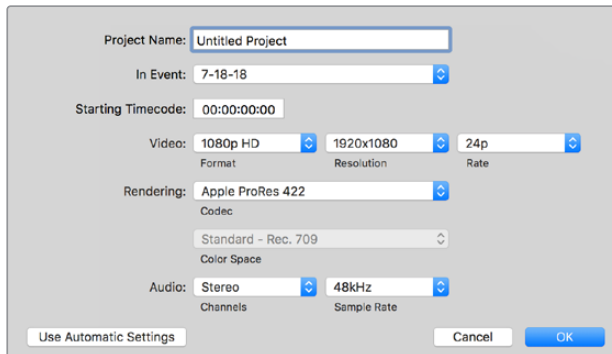 Project Name: Untitled Project
In Event: 7-18-18
Starting Timecode: 00:00:00:00
Video: 1080p HD 1920x1080 24p
Format Resolution Rate
Rendering: Apple ProRes 422
Codec
Standard - Rec. 709
Color Space
Audio: Stereo 48kHz
Channels Sample Rate
Use Automatic Settings Cancel OK